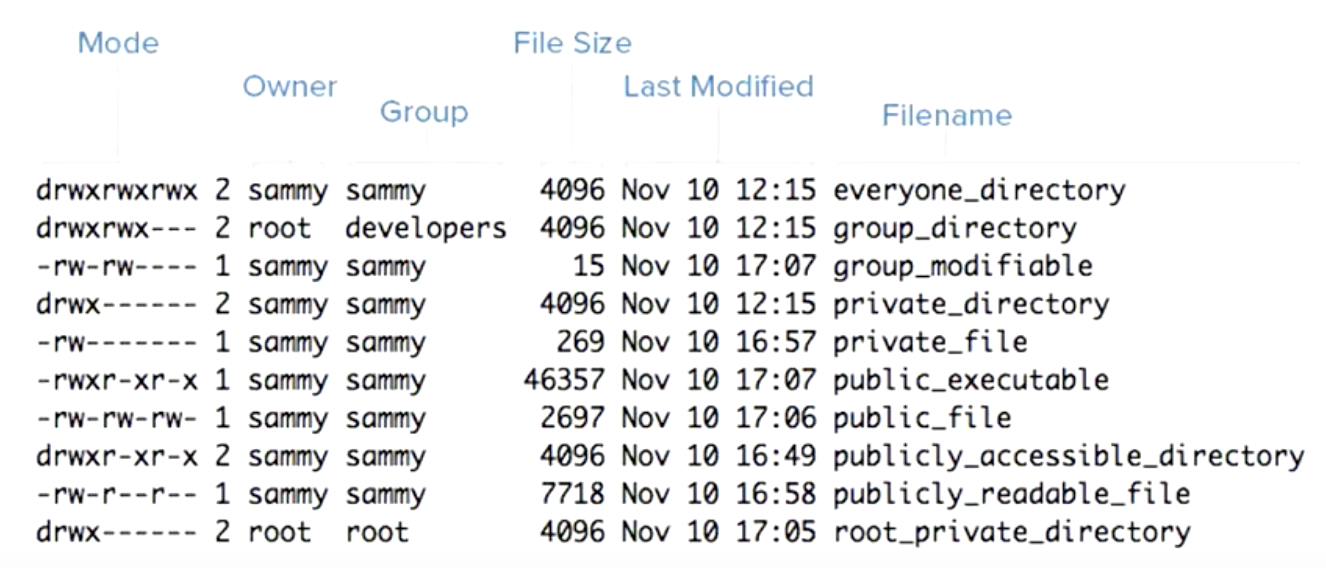 Mode
File Size
Owner
Last Modified
Group
Filename
drwxrwxrwx 2 sammy sammy 4096 Nov 10 12:15 everyone_directory
drwxrwx--- 2 root developers 4096 Nov 10 12:15 group_directory
-rw-rw---- 1 sammy sammy 15 Nov 10 17:07 group_modifiable
drwx------ 2 sammy sammy 4096 Nov 10 12:15 private_directory
-rw------- 1 sammy sammy 269 Nov 10 16:57 private_file
-rwxr-xr-x 1 sammy sammy 46357 Nov 10 17:07 public_executable
-rw-rw-rw- 1 sammy sammy 2697 Nov 10 17:06 public_file
drwxr-xr-x 2 sammy sammy 4096 Nov 10 16:49 publicly_accessible_directory
-rw-r--r-- 1 sammy sammy 7718 Nov 10 16:58 publicly_readable_file
drwx------ 2 root root 4096 Nov 10 17:05 root_private_directory